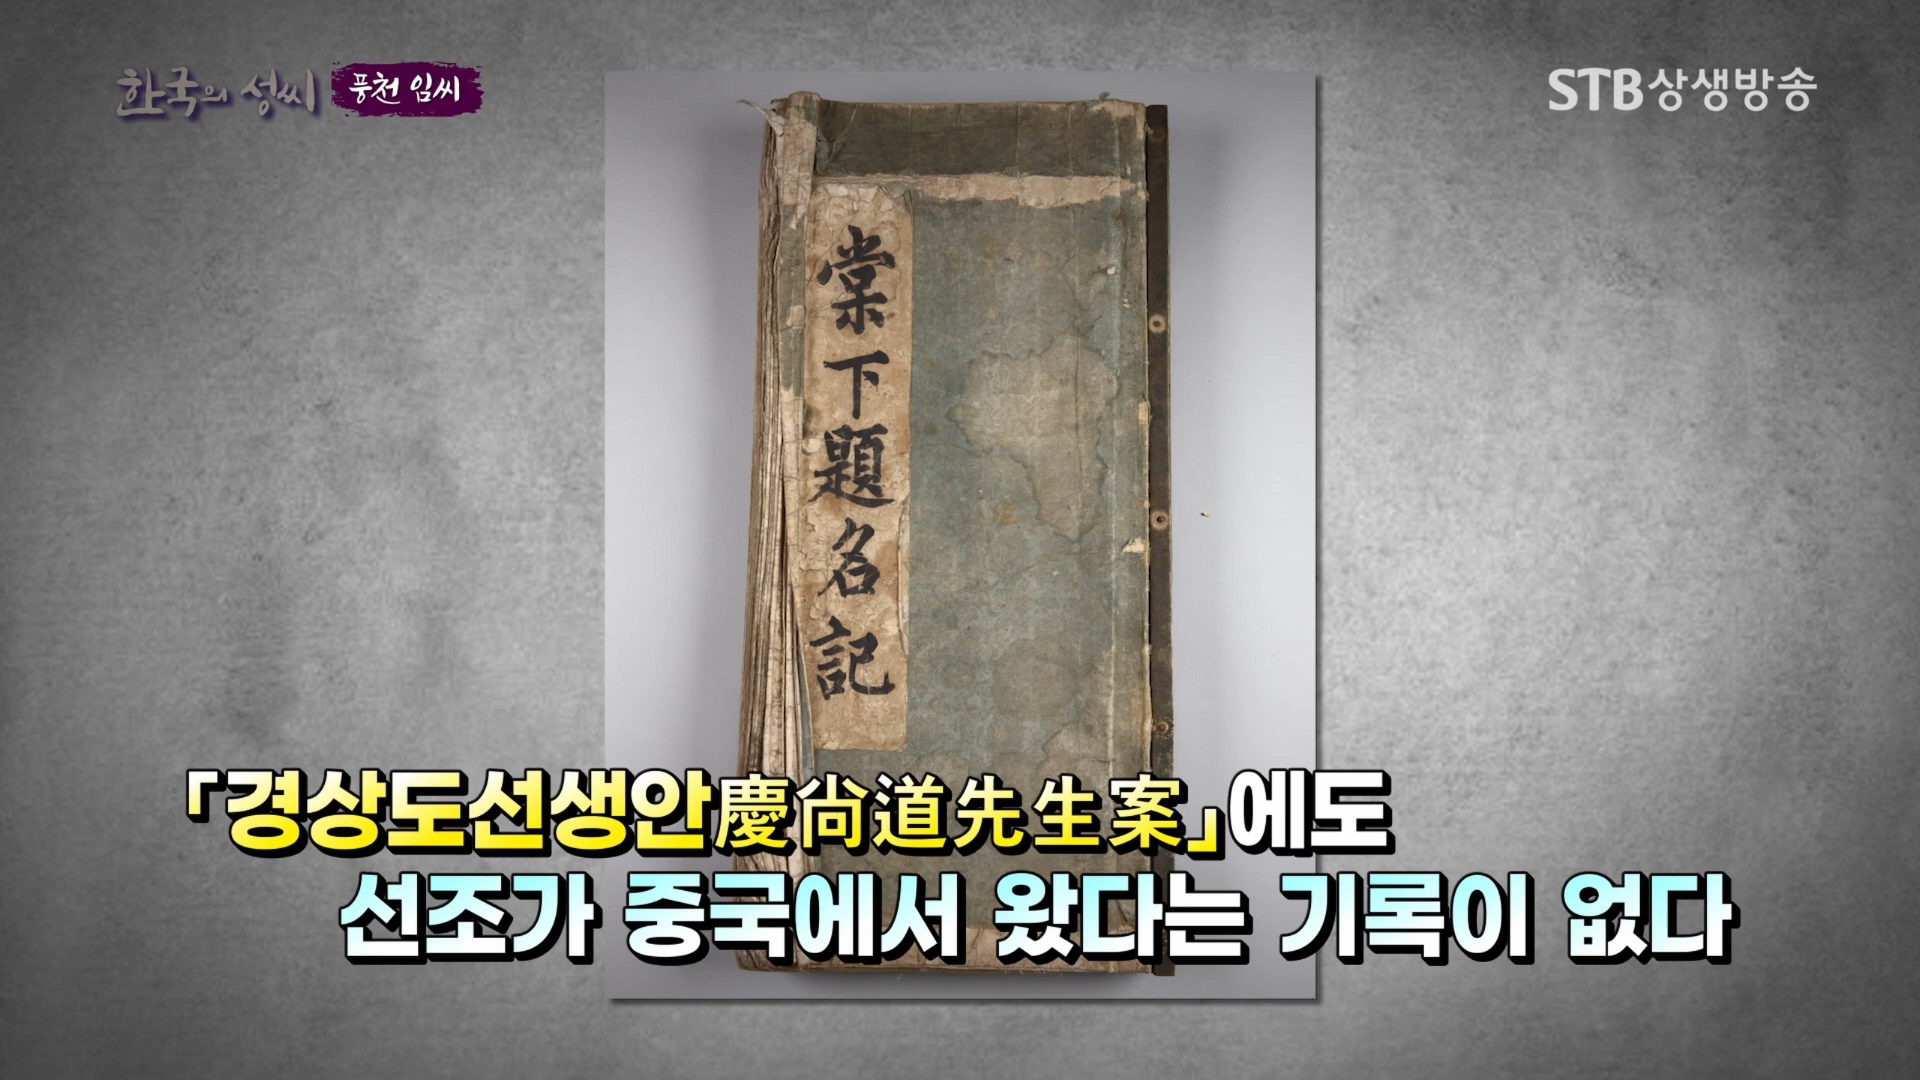 한국의 성씨 풍천 임씨
STB상생방송
棠下題名記
「경상도선생안慶尙道先生案」에도
선조가 중국에서 왔다는 기록이 없다